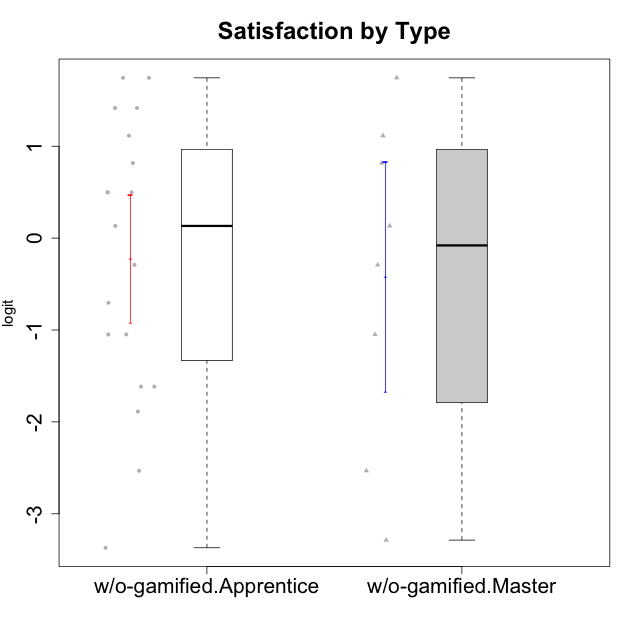 Satisfaction by Type
logit
1
0
-1
-2
-3
w/o-gamified.Apprentice
w/o-gamified.Master